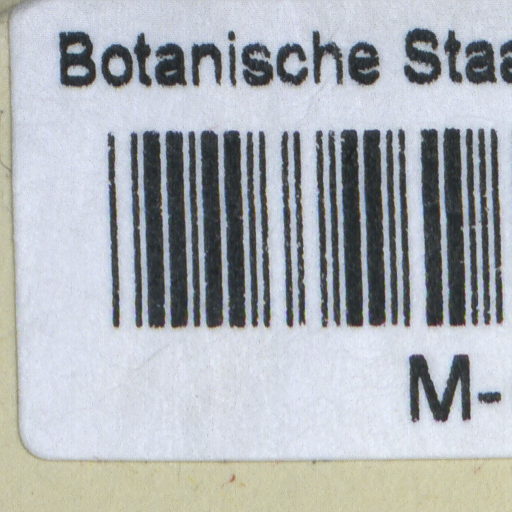 Botanische Staa
M-